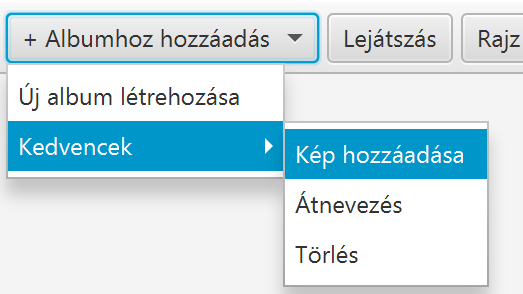 + Albumhoz hozzáadás
Lejátszás
Rajz
Új album létrehozása
Kedvencek
Kép hozzáadása
Átnevezés
Törlés